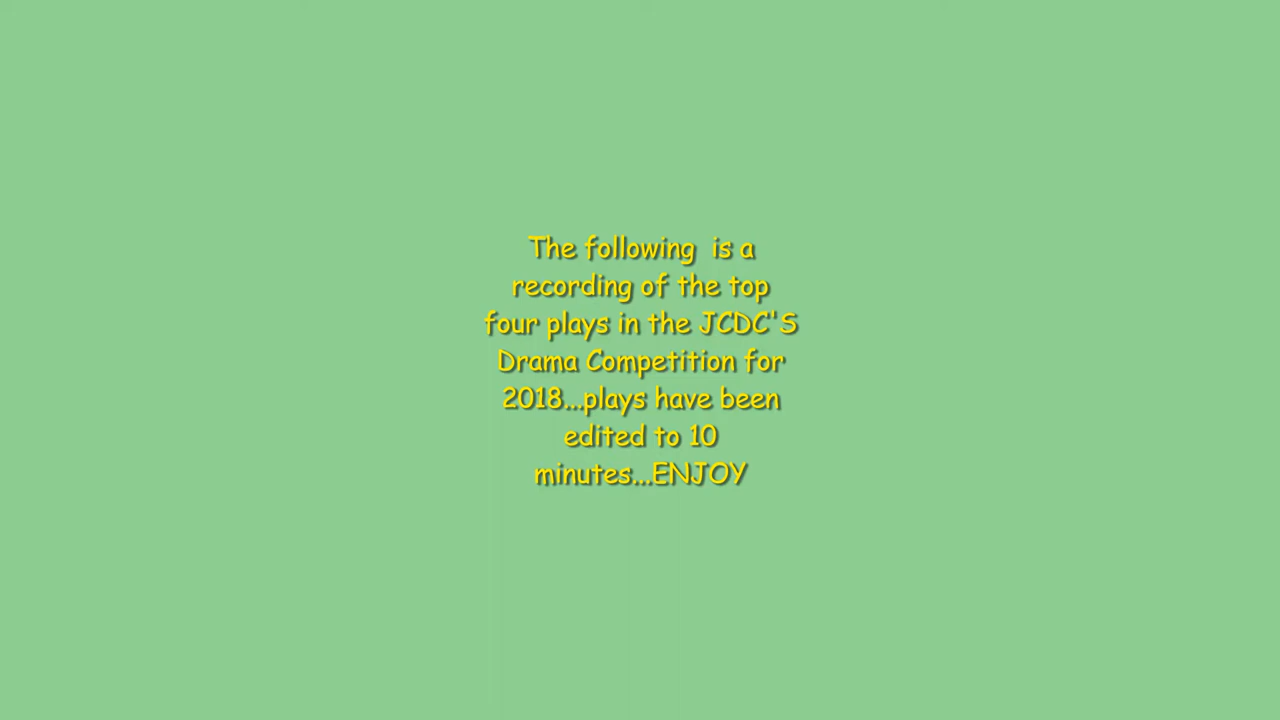 The following  is a
recording of the top
four plays in the JCDC'S
Drama Competition for
2018...plays have been
edited to 10
minutes...ENJOY